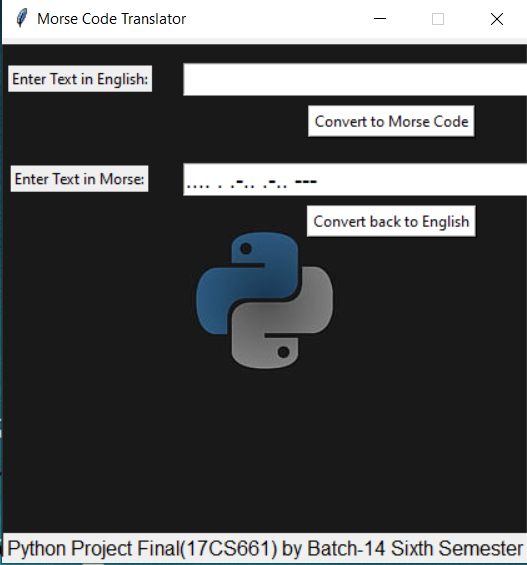 Morse Code Translator
Enter Text in English:
Convert to Morse Code
Enter Text in Morse: .... . .-.. .-.. ---
Convert back to English
Python Project Final(17CS661) by Batch-14 Sixth Semester